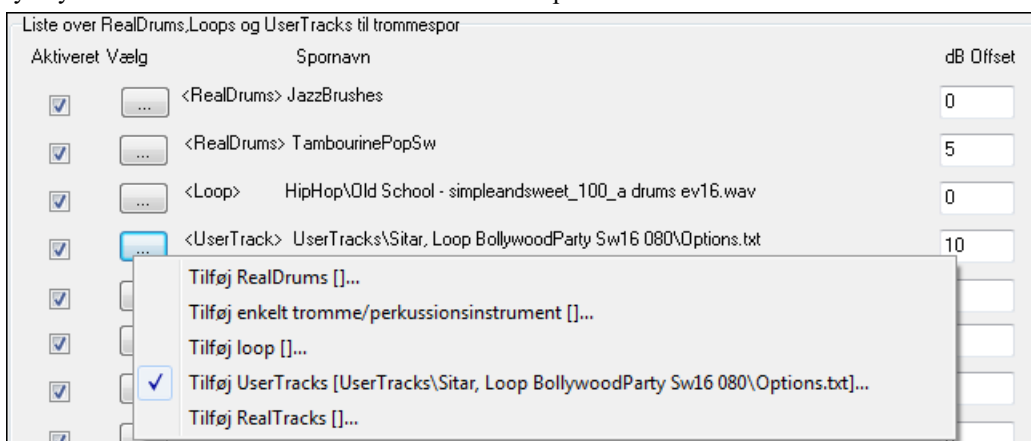 Liste over RealDrums,Loops og UserTracks til trommespor
Aktiveret Vælg Spornavn dB Offset
... <RealDrums> JazzBrushes 0
... <RealDrums> TambourinePopSw 5
... <Loop> HipHop\Old School - simpleandsweet_100_a drums ev16.wav 0
... <UserTrack> UserTracks\Sitar, Loop BollywoodParty Sw16 080\Options.txt 10
Tilføj RealDrums []...
Tilføj enkelt tromme/perkussionsinstrument []...
Tilføj loop []...
Tilføj UserTracks [UserTracks\Sitar, Loop BollywoodParty Sw16 080\Options.txt]...
Tilføj RealTracks []...